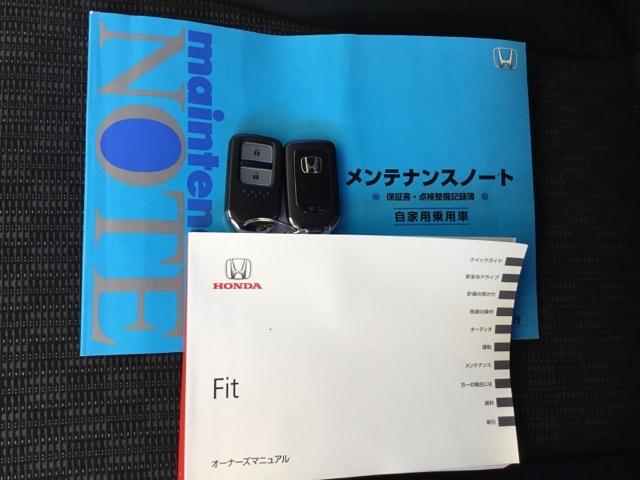 mainten
NOTE
メンテナンスノート
保証書・点検整備記録簿
自家用乗用車
HONDA
Fit
オーナーズマニュアル
クイックガイド
安全なドライブ
計器の見かた
各部の操作
オーディオ
運転
メンテナンス
万一の場合には
資料
索引